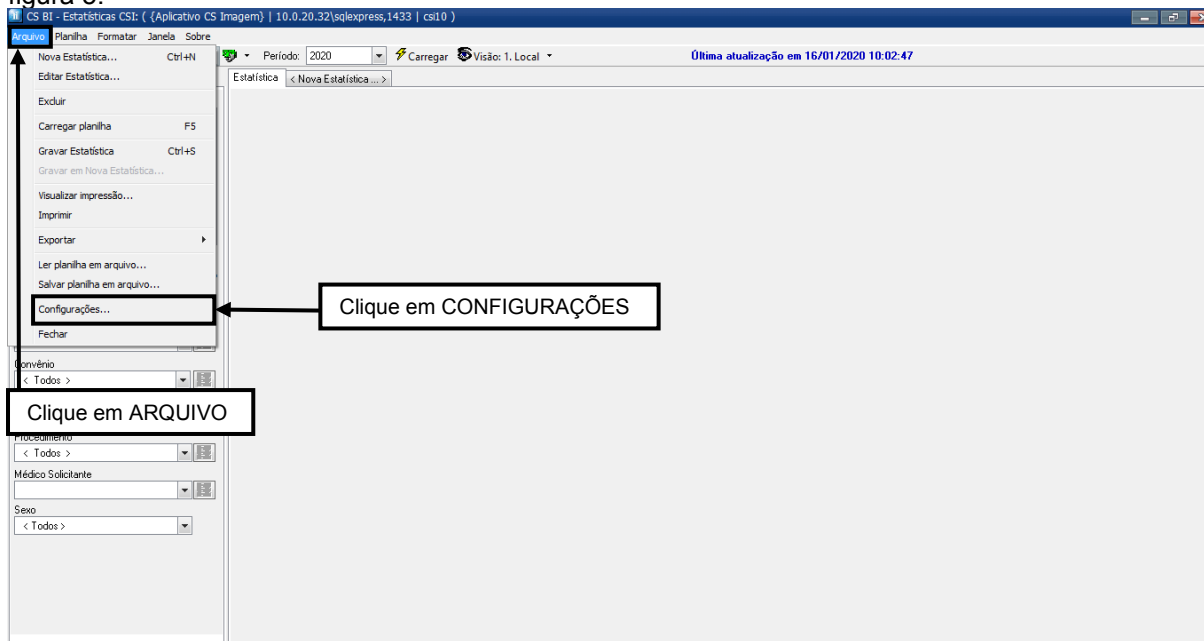 figura 3.
CS BI - Estatísticas CSI: ( {Aplicativo CS Imagem} | 10.0.20.32\sqlexpress,1433 | csi10 )
Arquivo Planilha Formatar Janela Sobre
Período: 2020 Carregar Visão: 1. Local Última atualização em 16/01/2020 10:02:47
Estatística < Nova Estatística ... >
Nova Estatística... Ctrl+N
Editar Estatística...
Excluir
Carregar planilha F5
Gravar Estatística Ctrl+S
Gravar em Nova Estatística...
Visualizar impressão...
Imprimir
Exportar
Ler planilha em arquivo...
Salvar planilha em arquivo...
Configurações...
Fechar
Clique em CONFIGURAÇÕES
Convênio
< Todos >
Clique em ARQUIVO
Procedimento
< Todos >
Médico Solicitante
Sexo
< Todos >